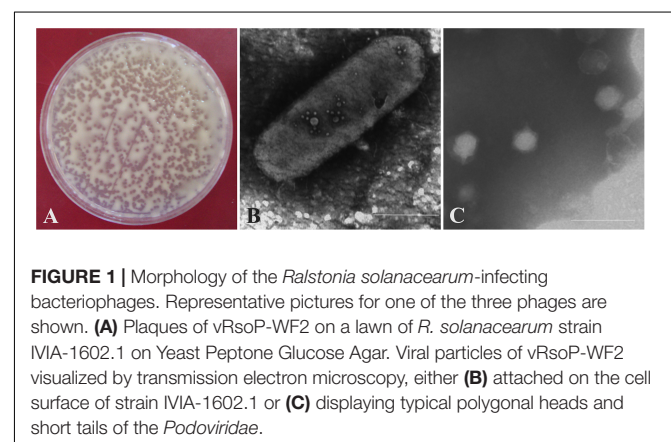 A
B
C
FIGURE 1 | Morphology of the Ralstonia solanacearum-infecting
bacteriophages. Representative pictures for one of the three phages are
shown. (A) Plaques of vRsoP-WF2 on a lawn of R. solanacearum strain
IVIA-1602.1 on Yeast Peptone Glucose Agar. Viral particles of vRsoP-WF2
visualized by transmission electron microscopy, either (B) attached on the cell
surface of strain IVIA-1602.1 or (C) displaying typical polygonal heads and
short tails of the Podoviridae.